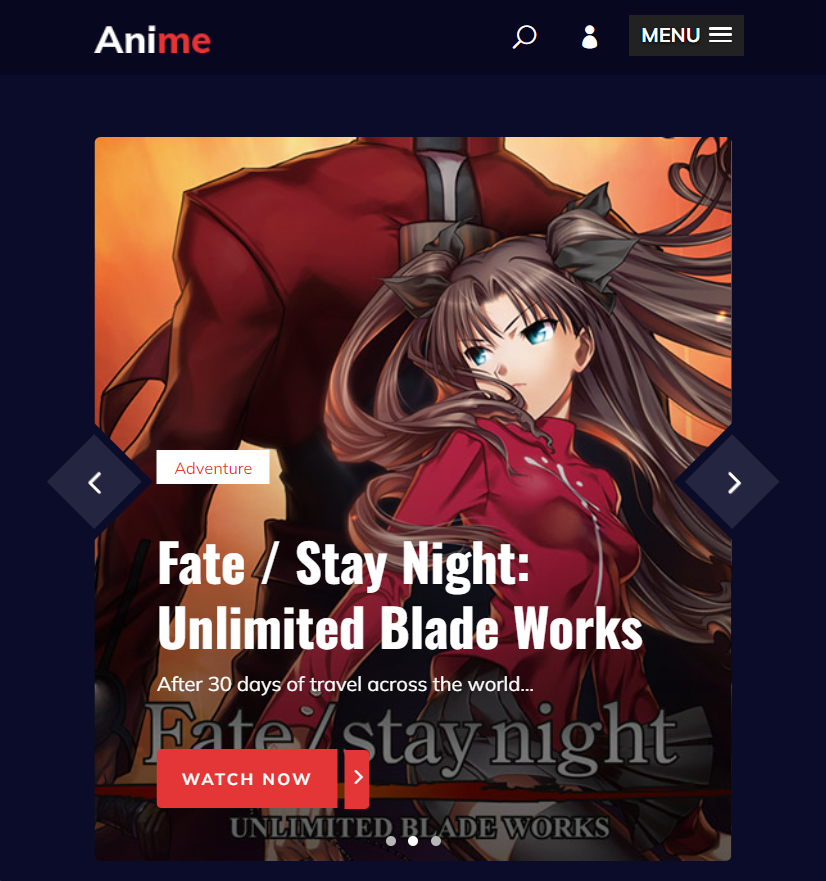 Anime
MENU
Adventure
Fate / Stay Night:
Unlimited Blade Works
After 30 days of travel across the world...
Fate/stay night
WATCH NOW
UNLIMITED BLADE WORKS